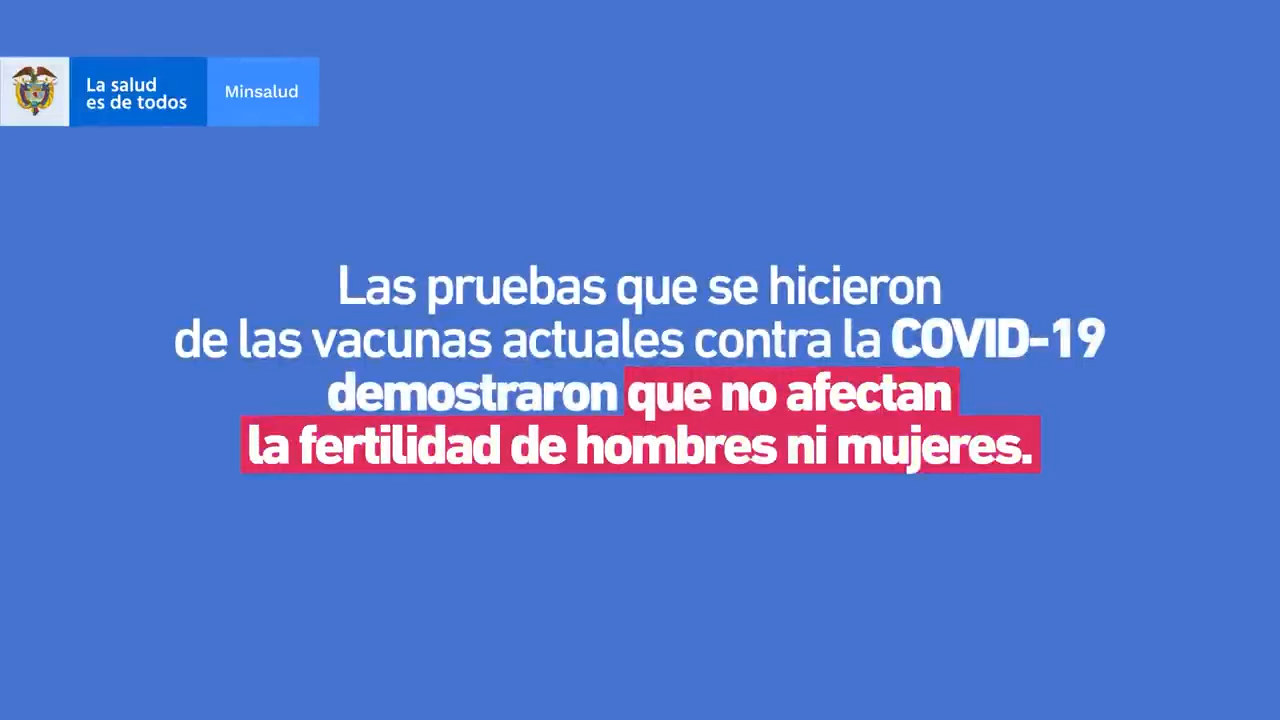 La salud
es de todos
Minsalud
Las pruebas que se hicieron
de las vacunas actuales contra la COVID-19
demostraron que no afectan
la fertilidad de hombres ni mujeres.